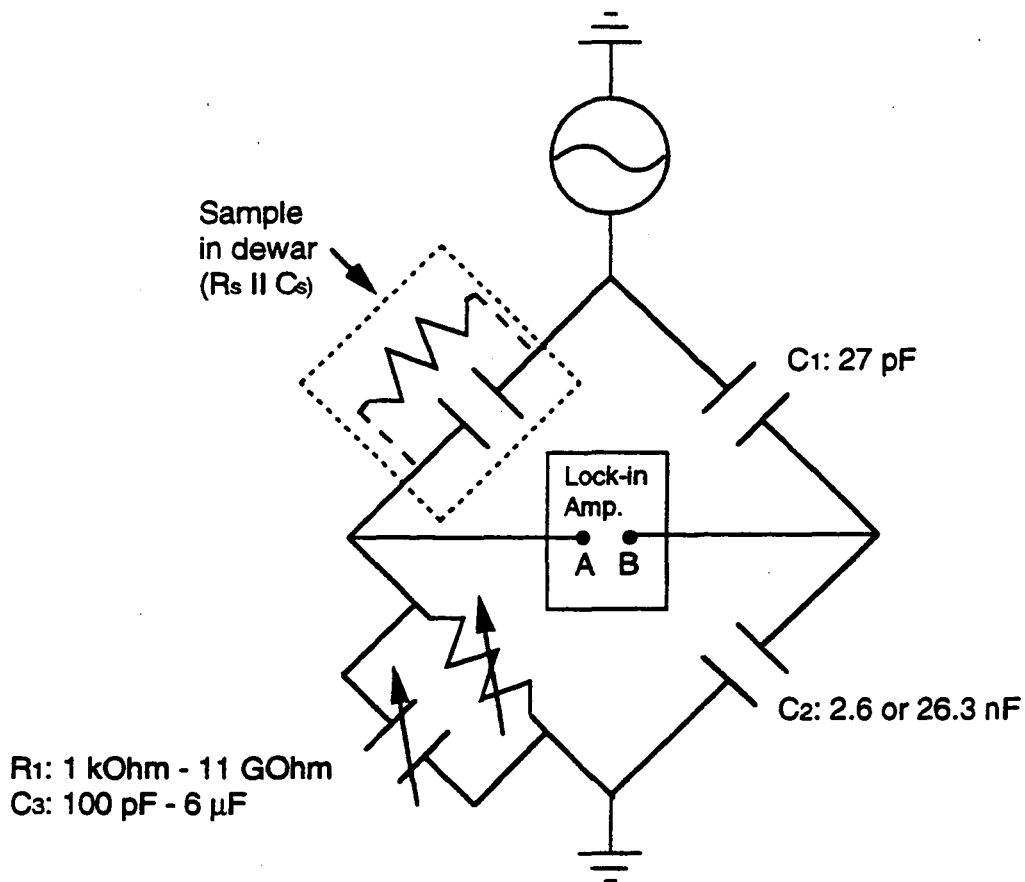 Sample
in dewar
(Rs II Cs)
C1: 27 pF
Lock-in
Amp.
A B
C2: 2.6 or 26.3 nF
R1: 1 kOhm - 11 GOhm
C3: 100 pF - 6 µF